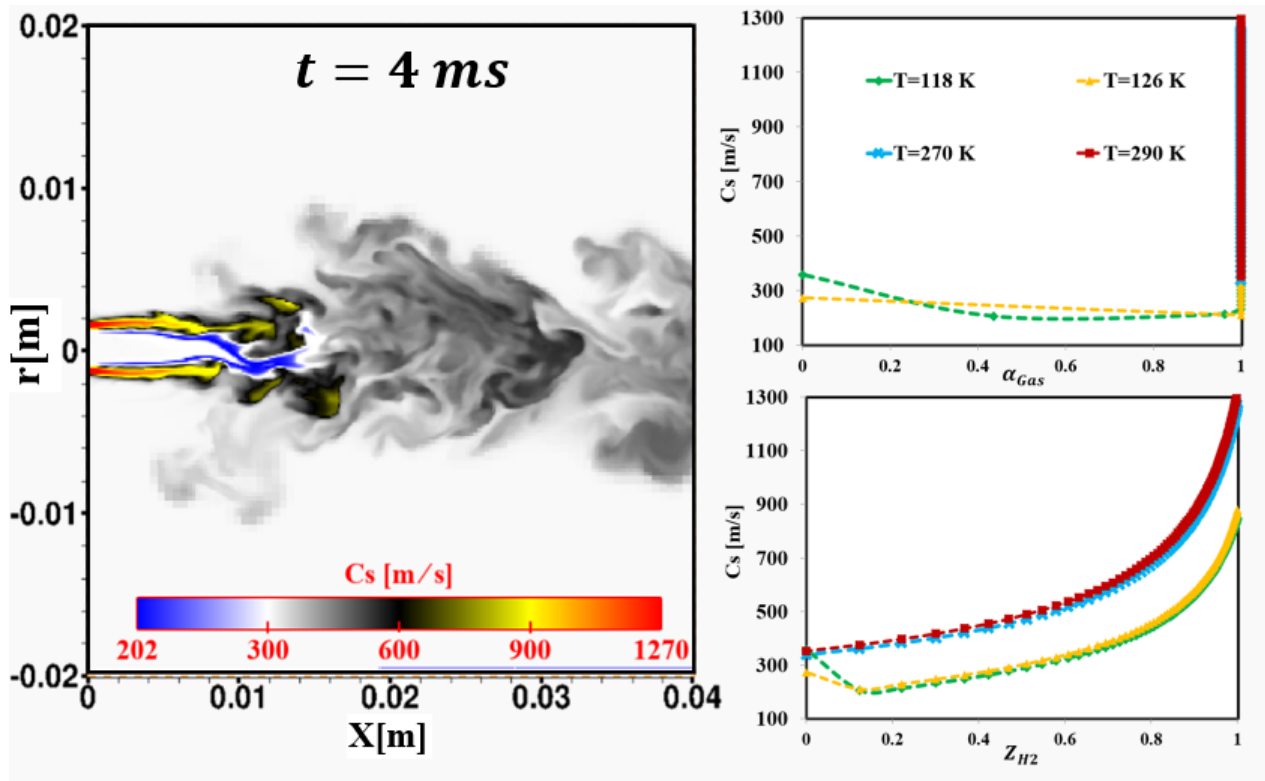 t = 4 ms
0.02
0.01
0
-0.01
-0.02
r[m]
Cs [m/s]
202 300 600 900 1270
0 0.01 0.02 0.03 0.04
X[m]
1300
1100
900
700
500
300
100
Cs [m/s]
T=118 K T=126 K
T=270 K T=290 K
0 0.2 0.4 0.6 0.8 1
α_Gas
1300
1100
900
700
500
300
100
Cs [m/s]
0 0.2 0.4 0.6 0.8 1
Z_H2